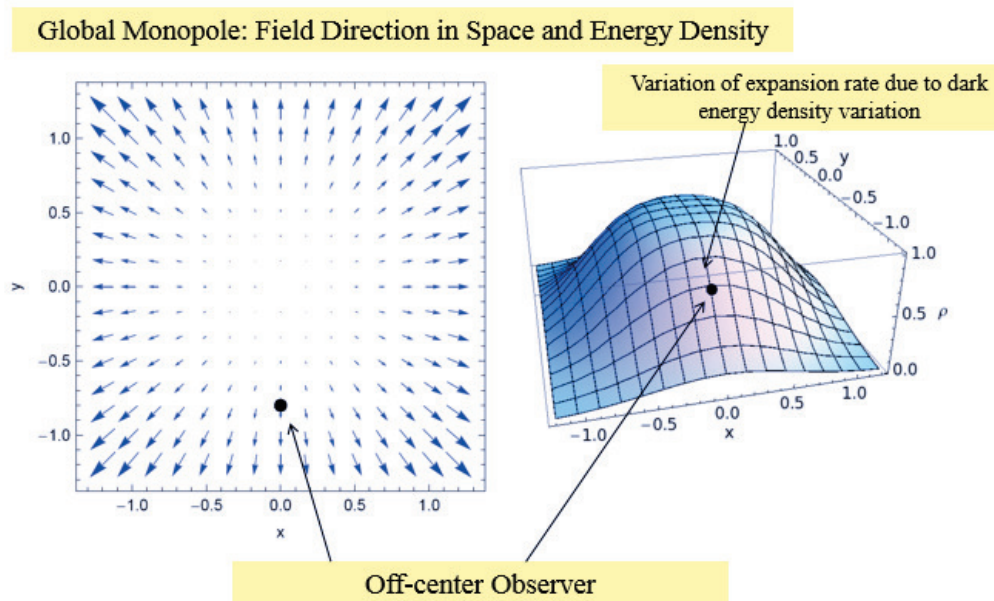 Global Monopole: Field Direction in Space and Energy Density
Variation of expansion rate due to dark
energy density variation
1.0
0.5
0.0
−0.5
−1.0
y
−1.0
−0.5
0.0
0.5
1.0
x
1.0
0.5
0.0
−0.5
−1.0
y
1.0
0.5
0.0
ρ
−1.0
−0.5
0.0
0.5
1.0
x
Off-center Observer